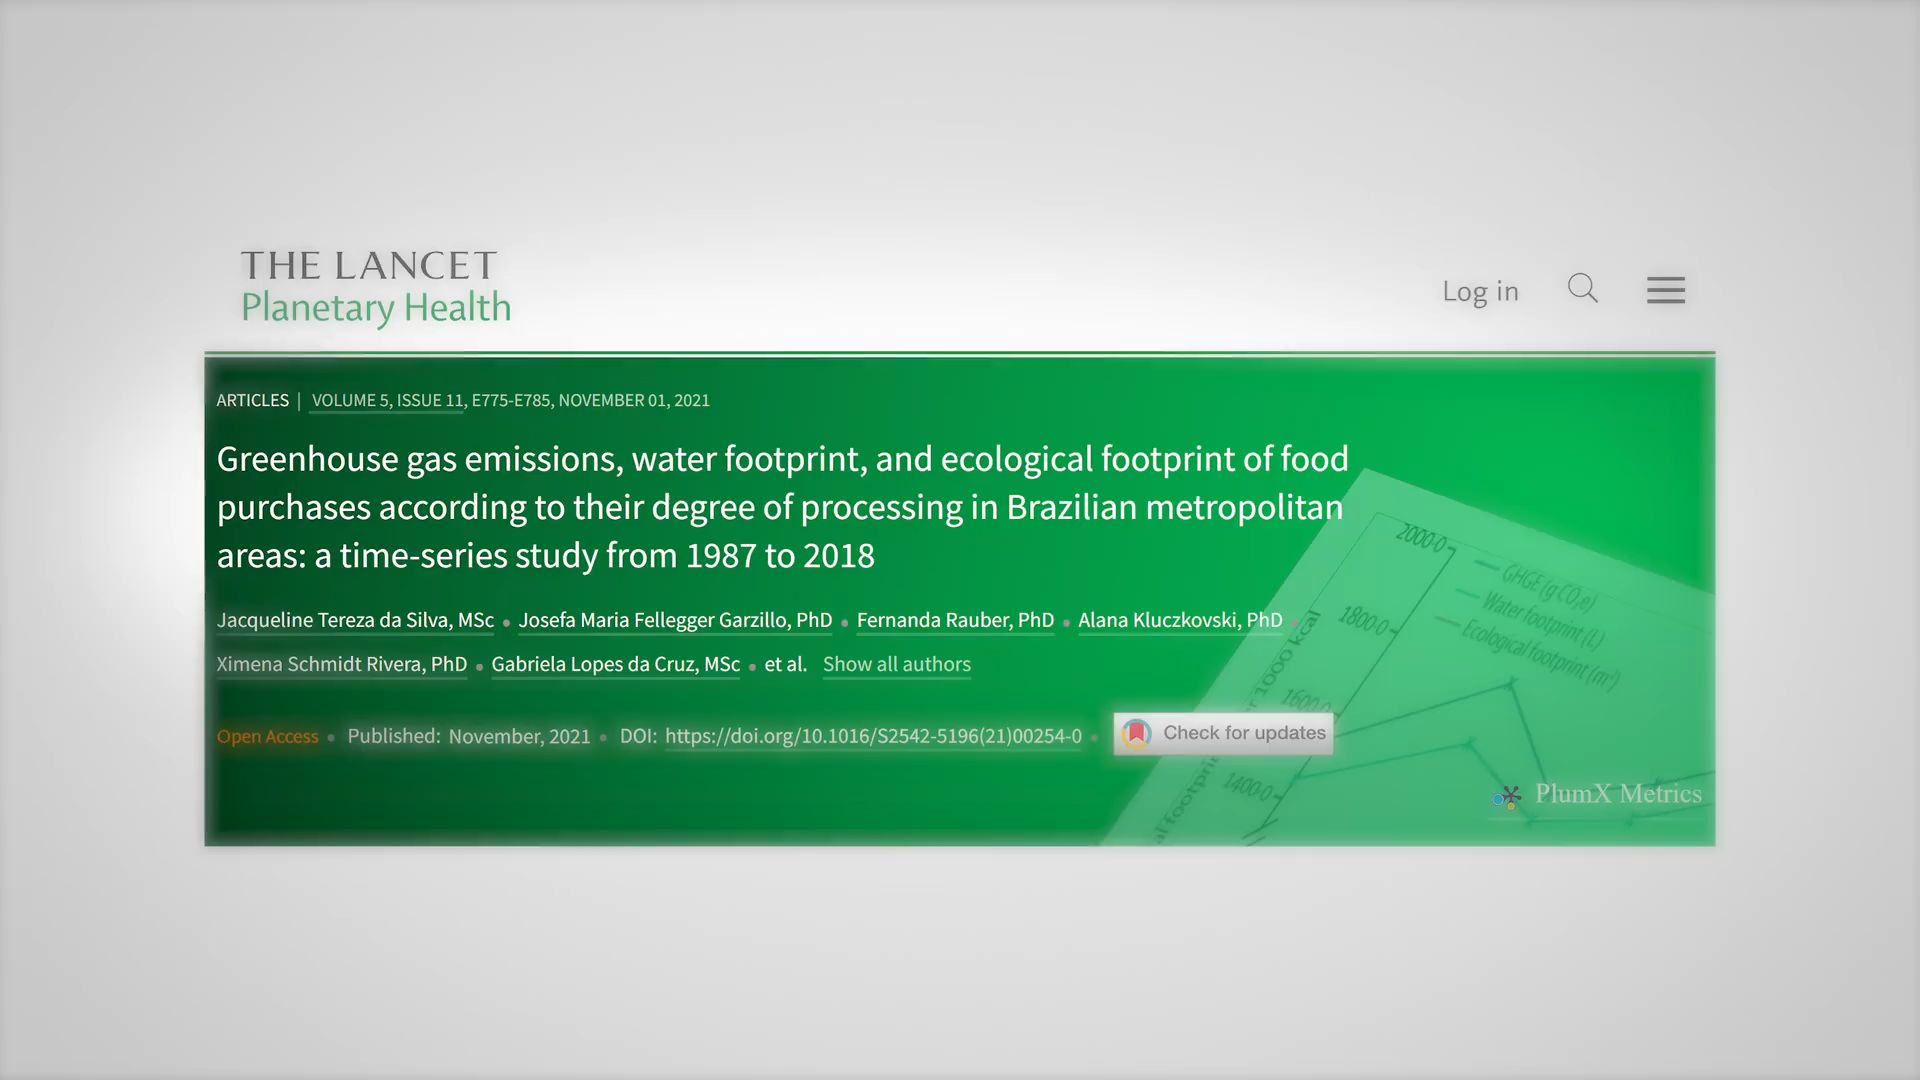 THE LANCET
Planetary Health
Log in
ARTICLES | VOLUME 5, ISSUE 11, E775-E785, NOVEMBER 01, 2021
Greenhouse gas emissions, water footprint, and ecological footprint of food
purchases according to their degree of processing in Brazilian metropolitan
areas: a time-series study from 1987 to 2018
Jacqueline Tereza da Silva, MSc • Josefa Maria Fellegger Garzillo, PhD • Fernanda Rauber, PhD • Alana Kluczkovski, PhD •
Ximena Schmidt Rivera, PhD • Gabriela Lopes da Cruz, MSc • et al. Show all authors
Open Access • Published: November, 2021 • DOI: https://doi.org/10.1016/S2542-5196(21)00254-0 •
Check for updates
PlumX Metrics
2000·0
1800·0
1600·0
1400·0
GHGE (g CO₂e)
Water footprint (L)
Ecological footprint (m²)
1000 kcal